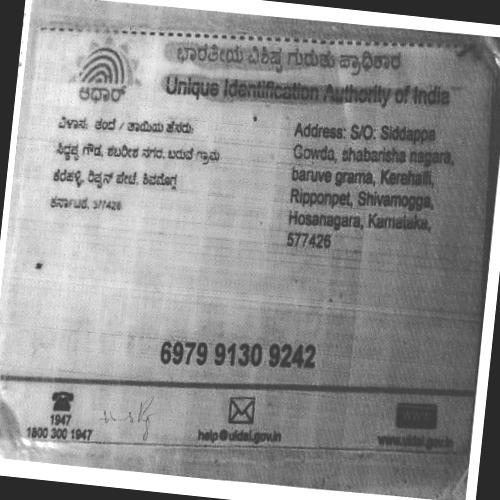 ಭಾರತೀಯ ವಿಶಿಷ್ಟ ಗುರುತು ಪ್ರಾಧಿಕಾರ
ಆಧಾರ್
Unique Identification Authority of India
ವಿಳಾಸ: ತಂದೆ / ತಾಯಿಯ ಹೆಸರು:
ಸಿದ್ದಪ್ಪ ಗೌಡ, ಶಬರೀಶ ನಗರ, ಬರುವೆ ಗ್ರಾಮ
ಕೆರೆಹಳ್ಳಿ, ರಿಪ್ಪನ್ ಪೇಟೆ, ಶಿವಮೊಗ್ಗ
ಕರ್ನಾಟಕ, 577426
Address: S/O: Siddappa
Gowda, shabarisha nagara,
baruve grama, Kerehalli,
Ripponpet, Shivamogga,
Hosanagara, Karnataka,
577426
6979 9130 9242
1947
1800 300 1947
help@uidai.gov.in
www.uidai.gov.in